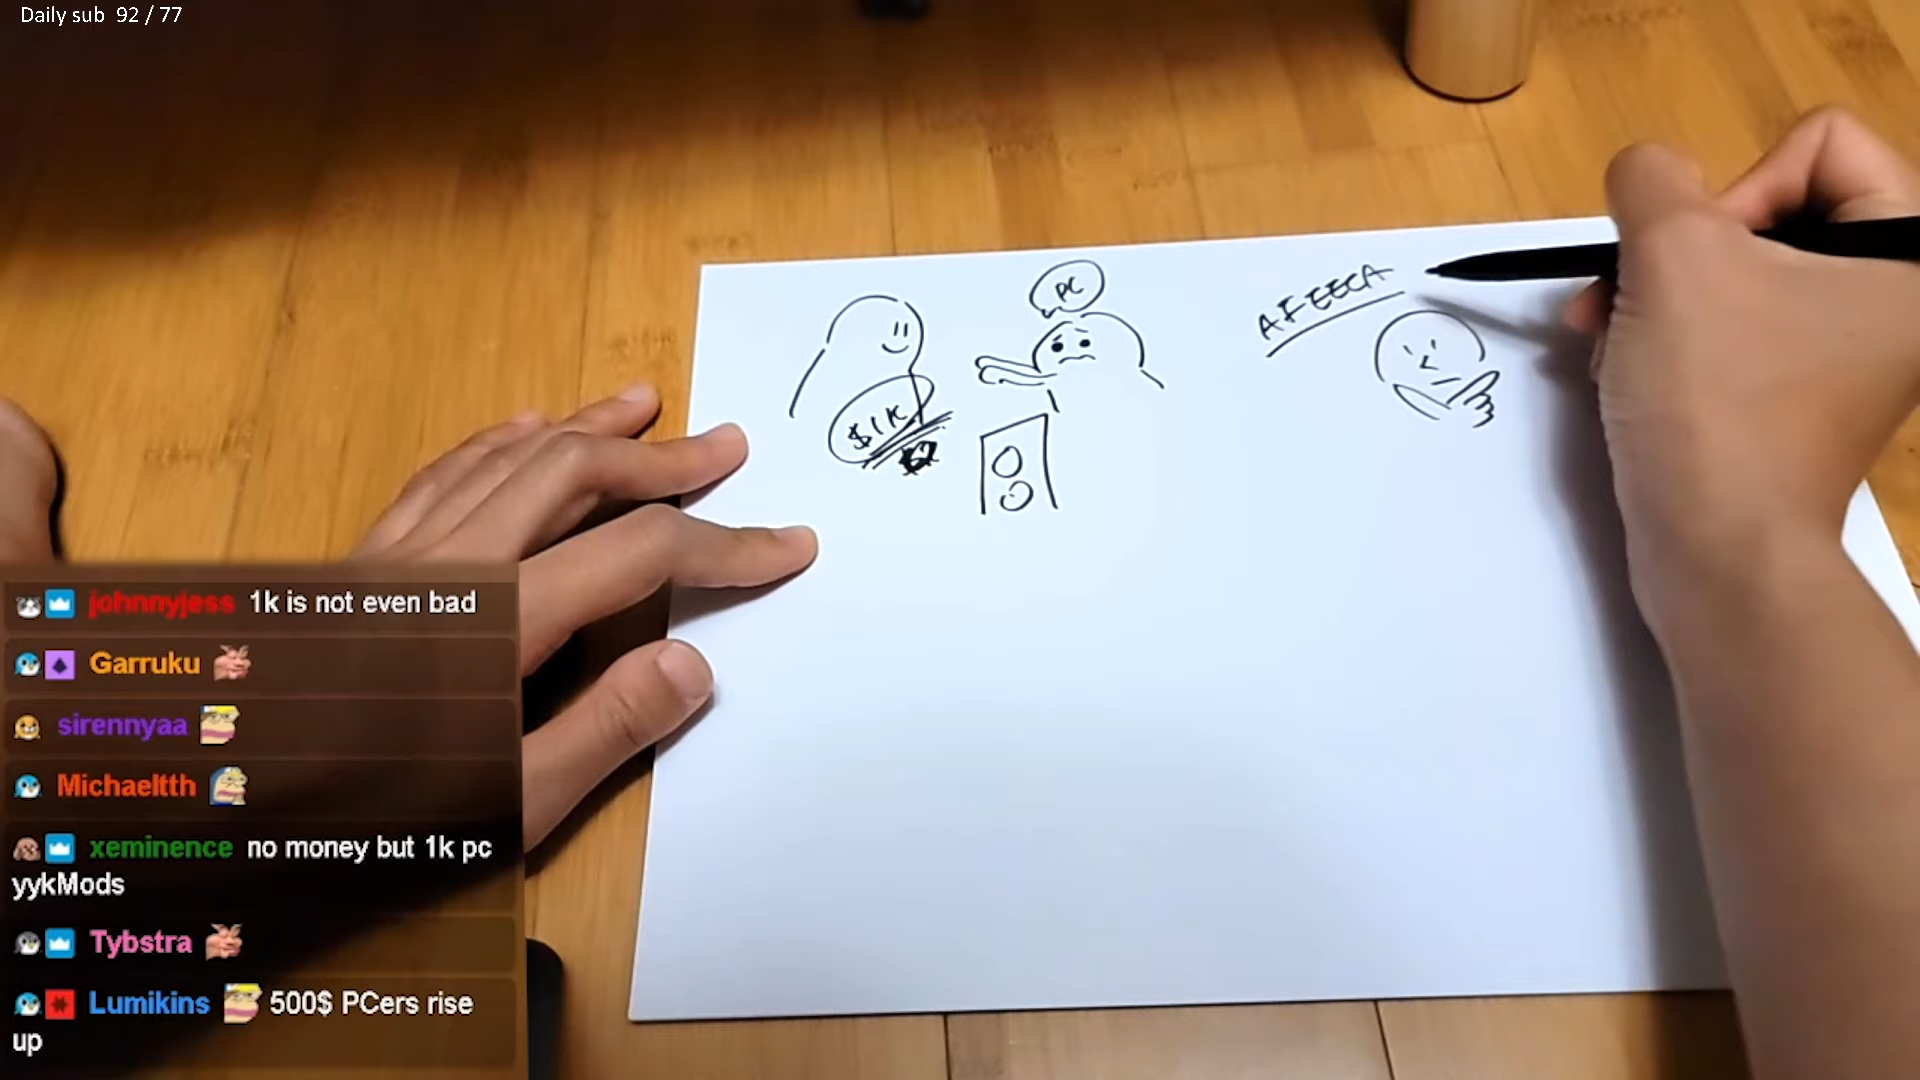 Daily sub 92 / 77
PC
AFEECA
$1K
johnnyjess 1k is not even bad
Garruku
sirennyaa
Michaeltth
xeminence no money but 1k pc
yykMods
Tybstra
Lumikins 500$ PCers rise
up